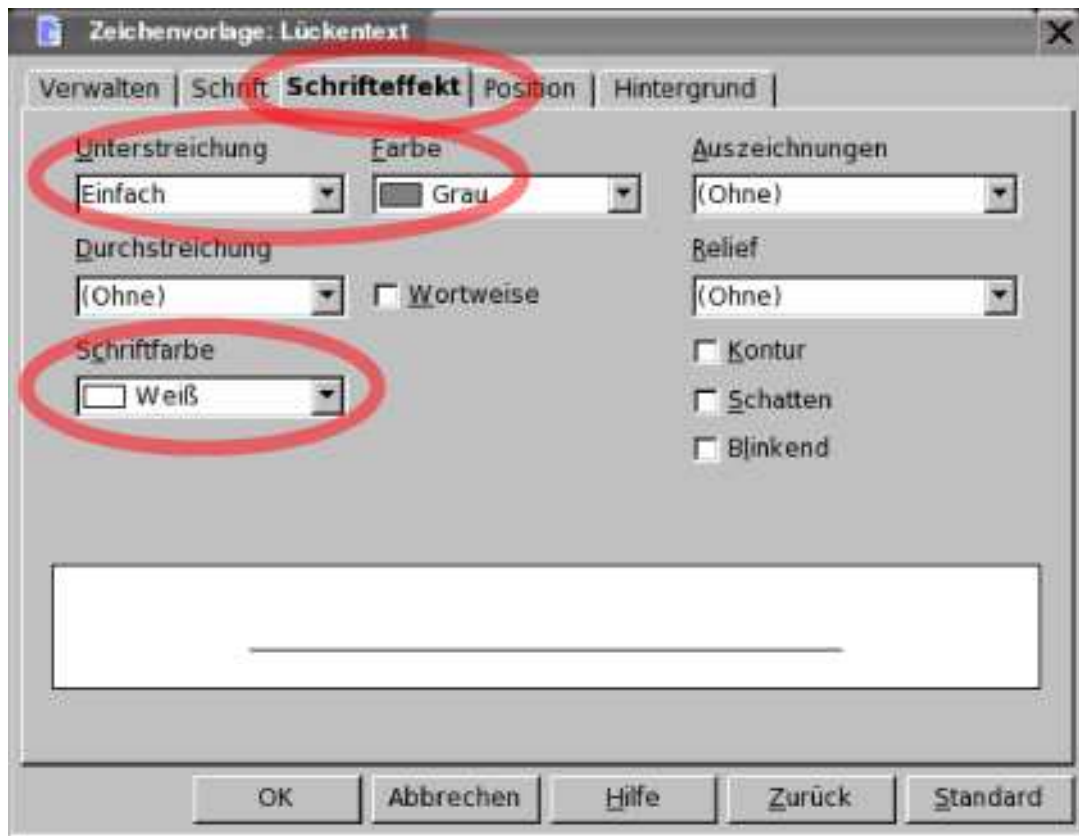 Zeichenvorlage: Lückentext
Verwalten Schrift Schrifteffekt Position Hintergrund
Unterstreichung Farbe Auszeichnungen
Einfach Grau (Ohne)
Durchstreichung Relief
(Ohne) Wortweise (Ohne)
Schriftfarbe Kontur
Weiß Schatten
Blinkend
OK Abbrechen Hilfe Zurück Standard